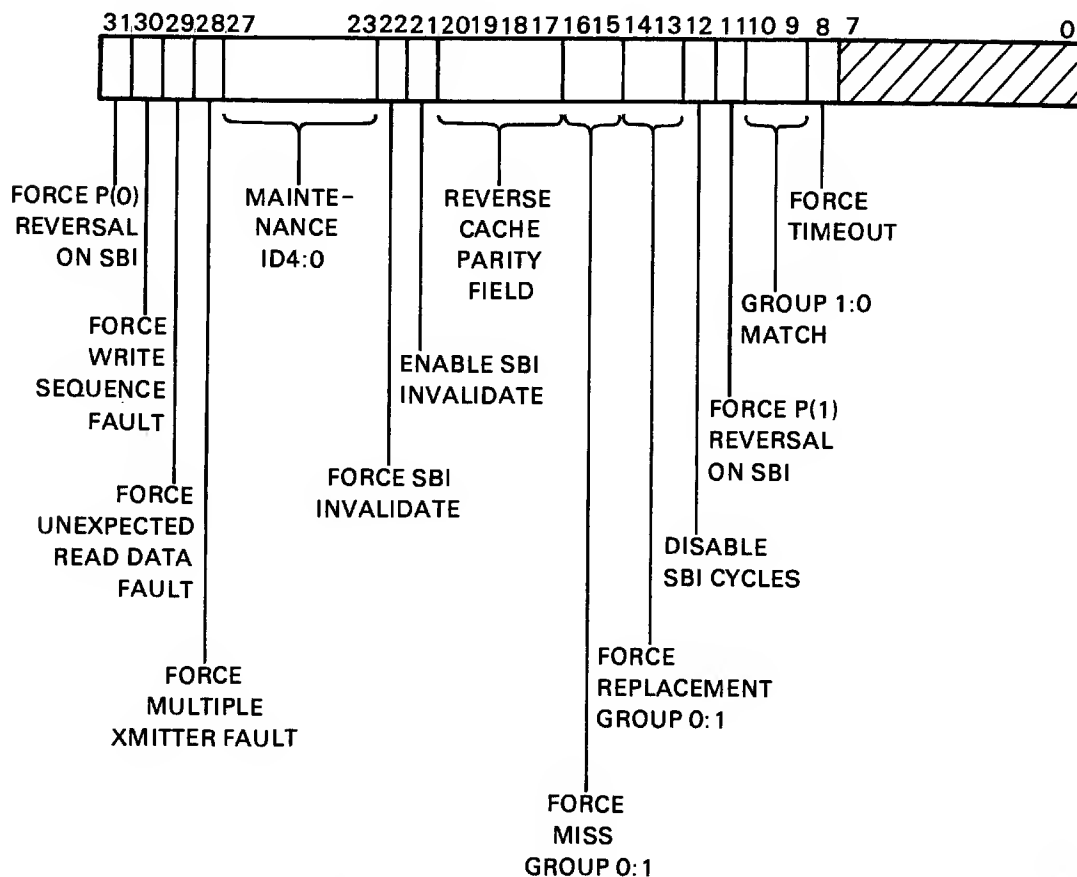 31 30 29 28 27 23 22 21 20 19 18 17 16 15 14 13 12 11 10 9 8 7 0
FORCE P(0)
REVERSAL
ON SBI
FORCE
WRITE
SEQUENCE
FAULT
FORCE
UNEXPECTED
READ DATA
FAULT
FORCE
MULTIPLE
XMITTER FAULT
MAINTE-
NANCE
ID4:0
FORCE SBI
INVALIDATE
ENABLE SBI
INVALIDATE
REVERSE
CACHE
PARITY
FIELD
FORCE
MISS
GROUP 0:1
FORCE
REPLACEMENT
GROUP 0:1
DISABLE
SBI CYCLES
FORCE P(1)
REVERSAL
ON SBI
GROUP 1:0
MATCH
FORCE
TIMEOUT